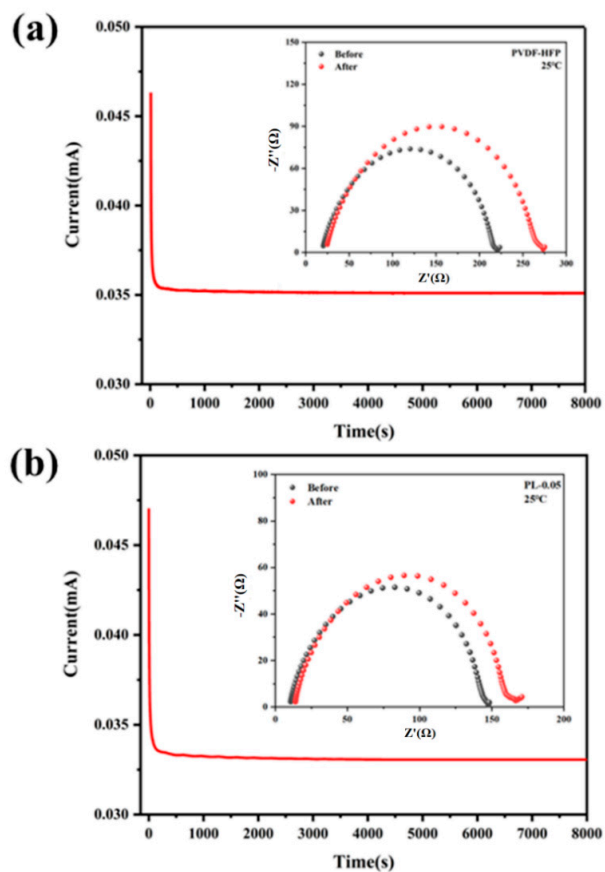 (a)
Current(mA)
0.050
0.045
0.040
0.035
0.030
0 1000 2000 3000 4000 5000 6000 7000 8000
Time(s)
-Z''(Ω)
150
120
90
60
30
0
0 50 100 150 200 250 300
Z'(Ω)
Before
After
PVDF-HFP
25℃
(b)
Current(mA)
0.050
0.045
0.040
0.035
0.030
0 1000 2000 3000 4000 5000 6000 7000 8000
Time(s)
-Z''(Ω)
100
80
60
40
20
0
0 50 100 150 200
Z'(Ω)
Before
After
PL-0.05
25℃